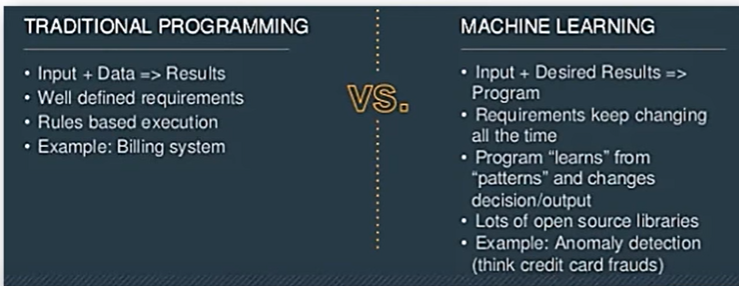 TRADITIONAL PROGRAMMING
• Input + Data => Results
• Well defined requirements
• Rules based execution
• Example: Billing system
VS.
MACHINE LEARNING
• Input + Desired Results =>
Program
• Requirements keep changing
all the time
• Program “learns” from
“patterns” and changes
decision/output
• Lots of open source libraries
• Example: Anomaly detection
(think credit card frauds)